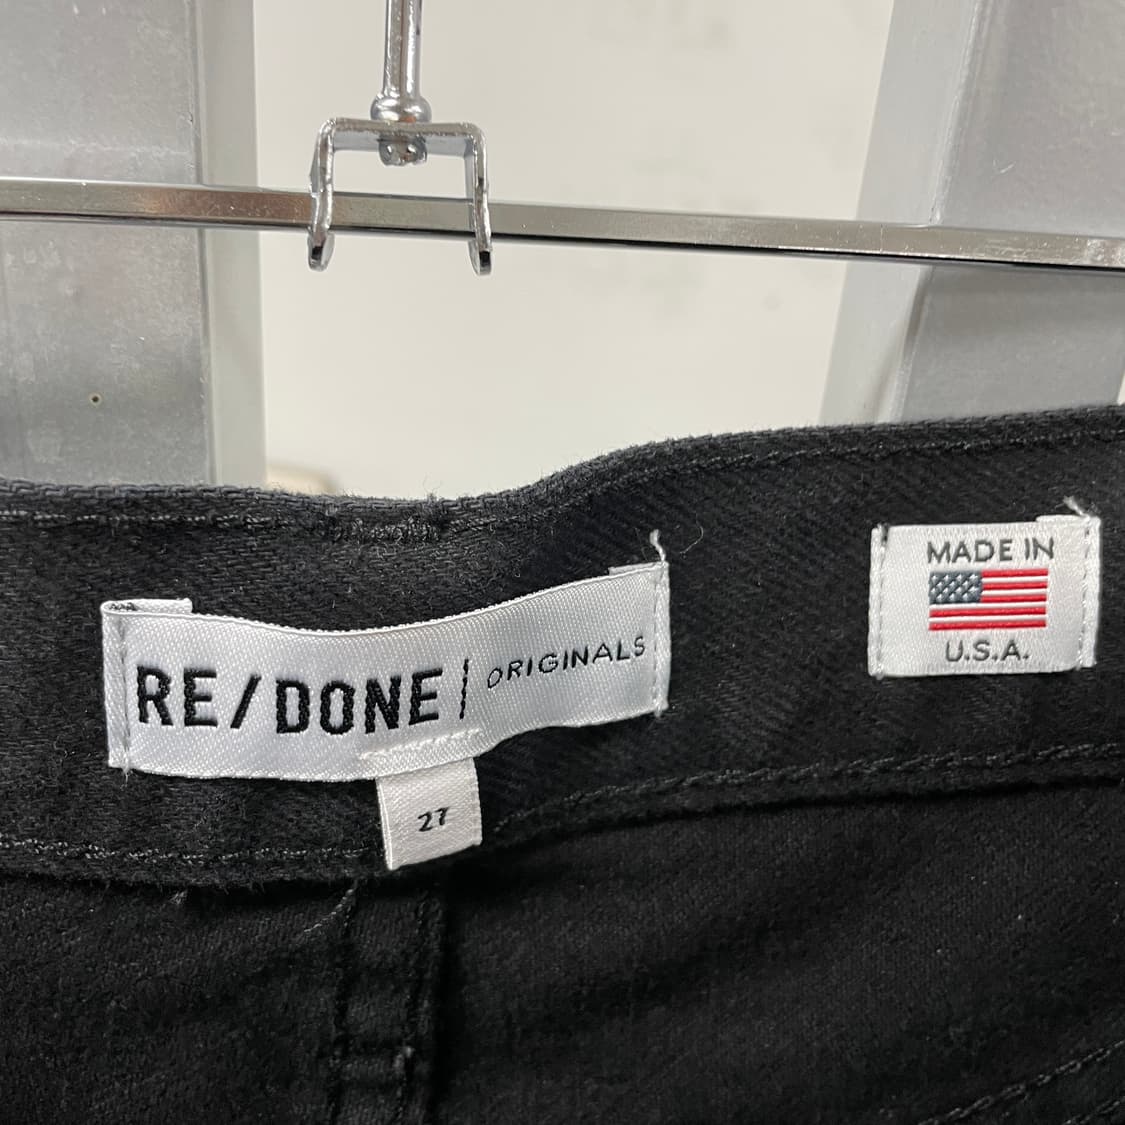 RE/DONE | ORIGINALS
27
MADE IN
U.S.A.